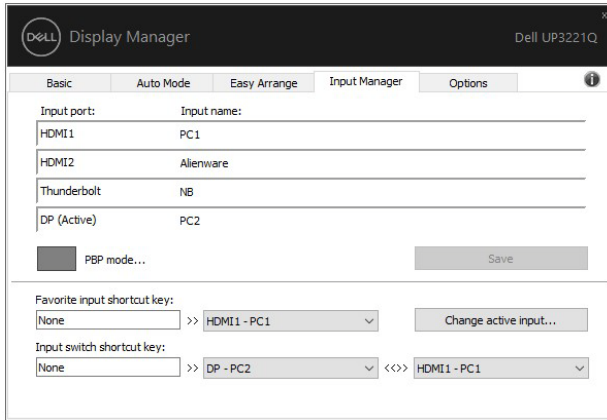 DELL Display Manager Dell UP3221Q
Basic Auto Mode Easy Arrange Input Manager Options
Input port: Input name:
HDMI1 PC1
HDMI2 Alienware
Thunderbolt NB
DP (Active) PC2
PBP mode... Save
Favorite input shortcut key:
None >> HDMI1 - PC1 Change active input...
Input switch shortcut key:
None >> DP - PC2 <<>> HDMI1 - PC1